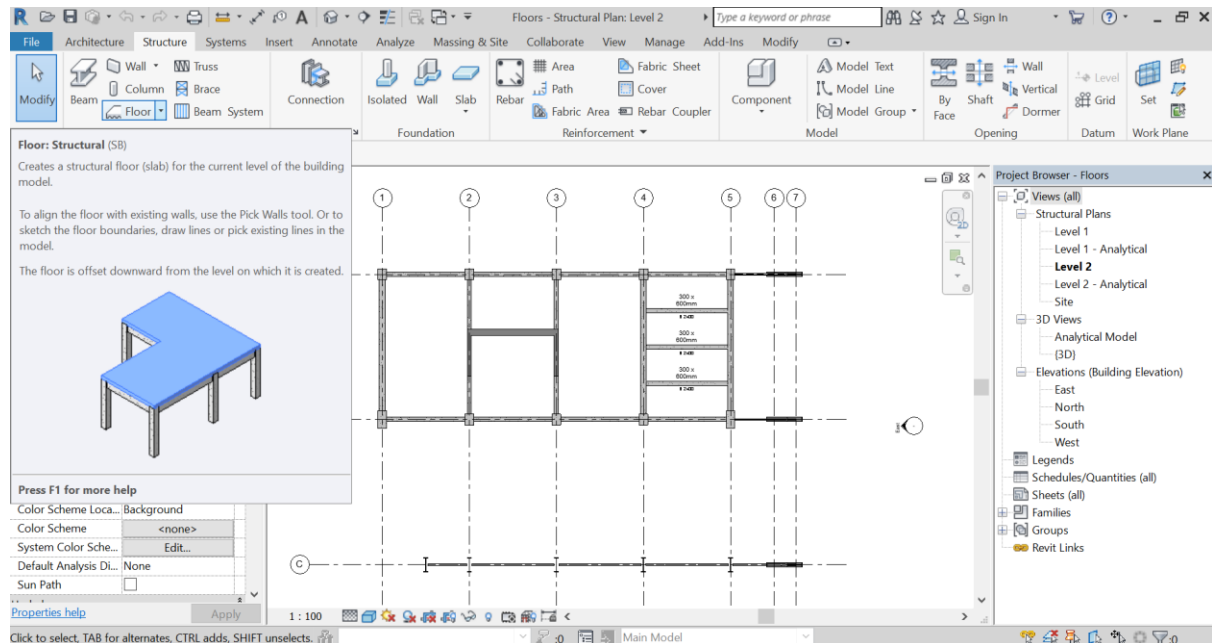 Floors - Structural Plan: Level 2
Type a keyword or phrase
Sign In
File Architecture Structure Systems Insert Annotate Analyze Massing & Site Collaborate View Manage Add-Ins Modify
Modify
Beam
Wall
Truss
Column
Brace
Floor
Beam System
Connection
Isolated
Wall
Slab
Rebar
Area
Path
Fabric Area
Fabric Sheet
Cover
Rebar Coupler
Component
Model Text
Model Line
Model Group
By Face
Shaft
Wall
Vertical
Dormer
Level
Grid
Set
Foundation
Reinforcement
Model
Opening
Datum
Work Plane
Floor: Structural (SB)
Creates a structural floor (slab) for the current level of the building
model.
To align the floor with existing walls, use the Pick Walls tool. Or to
sketch the floor boundaries, draw lines or pick existing lines in the
model.
The floor is offset downward from the level on which it is created.
Press F1 for more help
Color Scheme Loca... Background
Color Scheme <none>
System Color Sche... Edit...
Default Analysis Di... None
Sun Path
Properties help
Apply
1 2 3 4 5 6 7
300 x
600mm
300 x
600mm
300 x
600mm
C
1 : 100
2D
Project Browser - Floors
Views (all)
Structural Plans
Level 1
Level 1 - Analytical
Level 2
Level 2 - Analytical
Site
3D Views
Analytical Model
{3D}
Elevations (Building Elevation)
East
North
South
West
Legends
Schedules/Quantities (all)
Sheets (all)
Families
Groups
Revit Links
Click to select, TAB for alternates, CTRL adds, SHIFT unselects.
:0
Main Model
:0